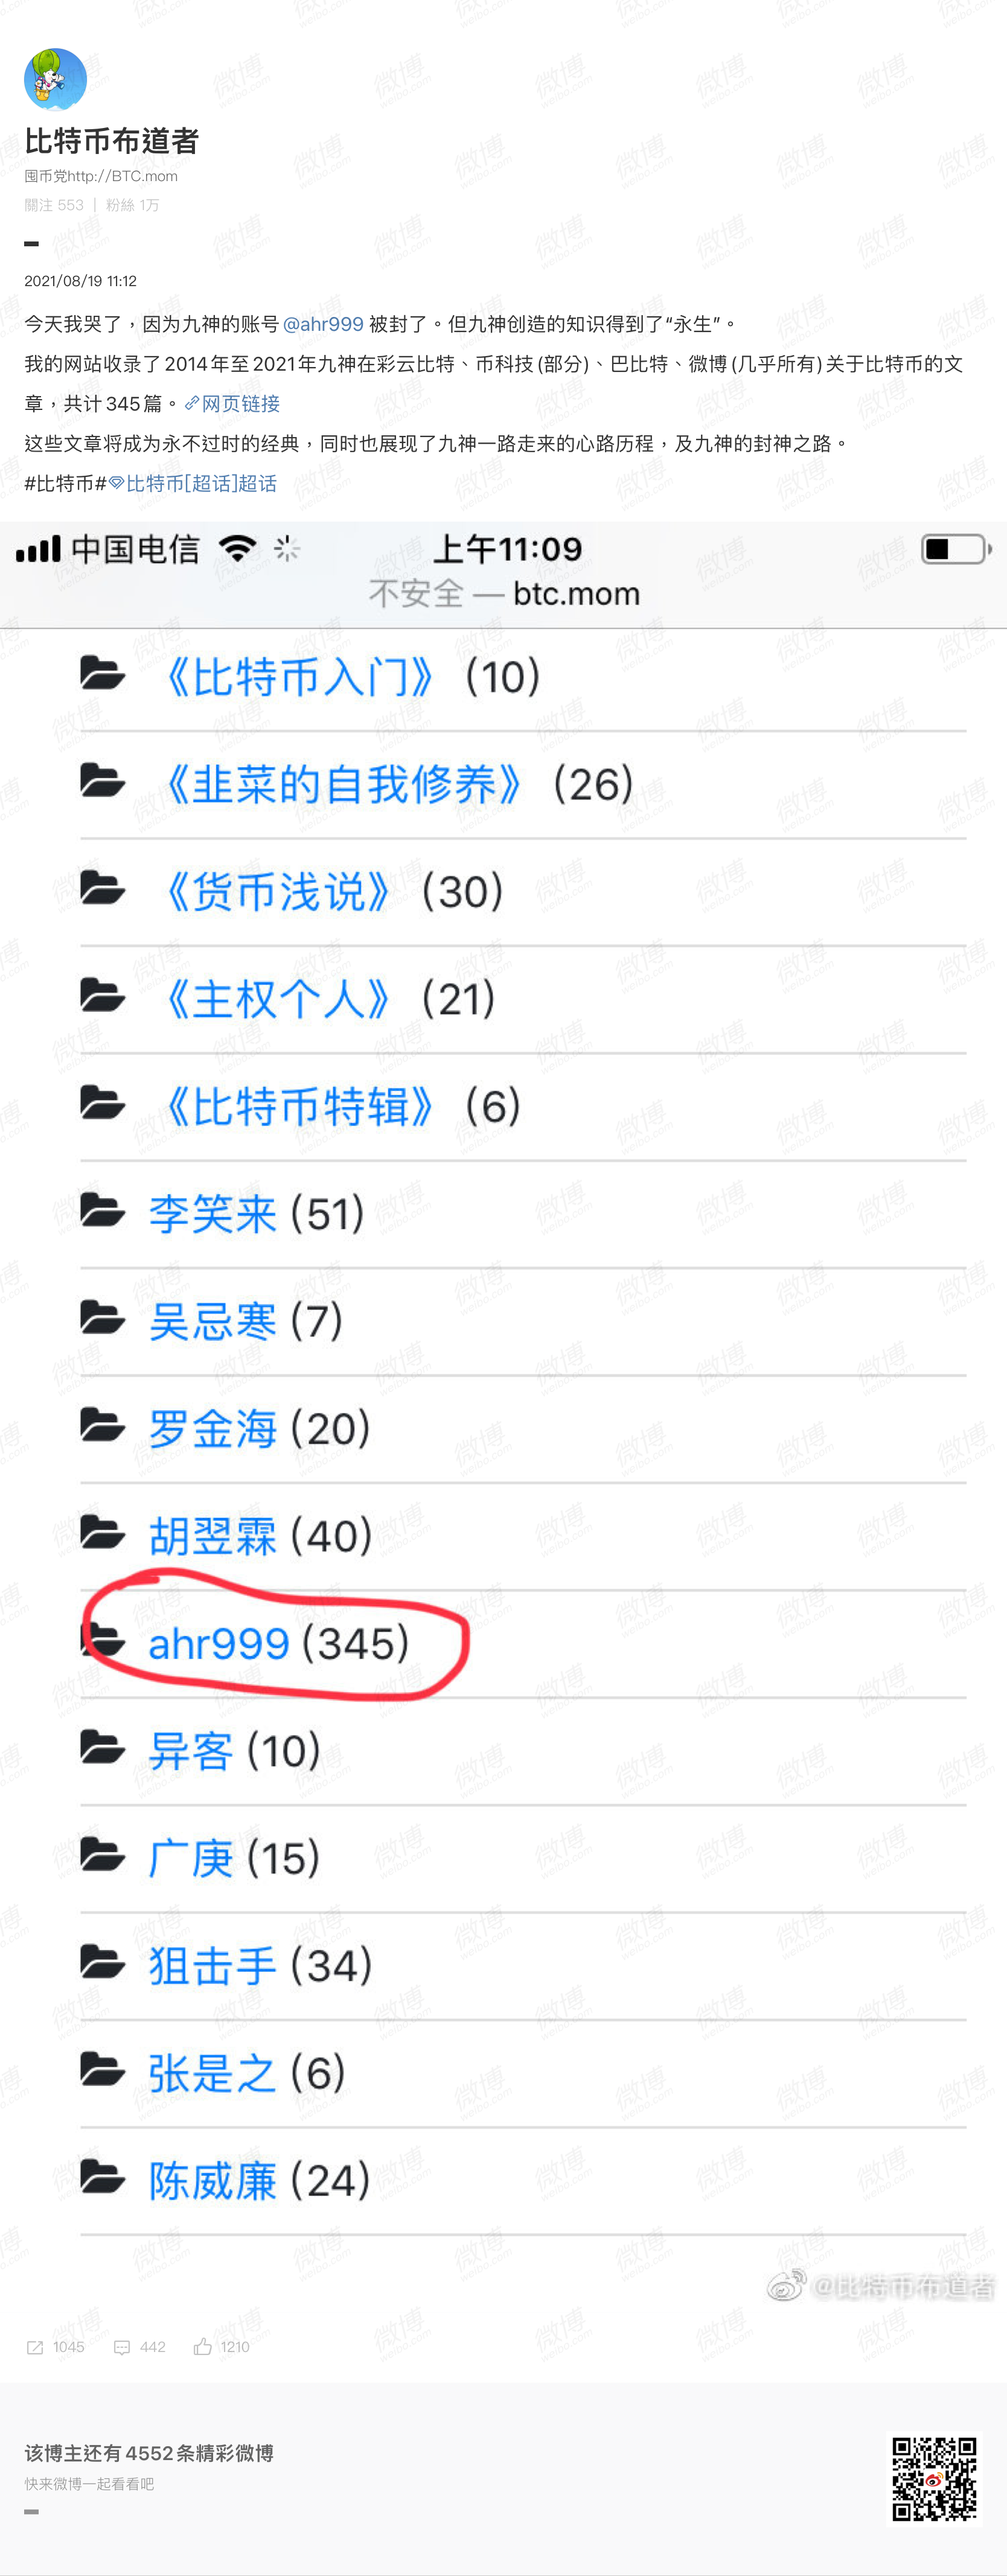 比特币布道者
囤币党http://BTC.mom
關注 553 | 粉絲 1万
2021/08/19 11:12
今天我哭了，因为九神的账号@ahr999 被封了。但九神创造的知识得到了“永生”。
我的网站收录了2014年至2021年九神在彩云比特、币科技(部分)、巴比特、微博(几乎所有)关于比特币的文
章，共计345篇。网页链接
这些文章将成为永不过时的经典，同时也展现了九神一路走来的心路历程，及九神的封神之路。
#比特币#比特币[超话]超话
中国电信 上午11:09
不安全 — btc.mom
《比特币入门》 (10)
《韭菜的自我修养》 (26)
《货币浅说》 (30)
《主权个人》 (21)
《比特币特辑》 (6)
李笑来 (51)
吴忌寒 (7)
罗金海 (20)
胡翌霖 (40)
ahr999 (345)
异客 (10)
广庚 (15)
狙击手 (34)
张是之 (6)
陈威廉 (24)
@比特币布道者
1045 442 1210
该博主还有4552条精彩微博
快来微博一起看看吧
微博
weibo.com